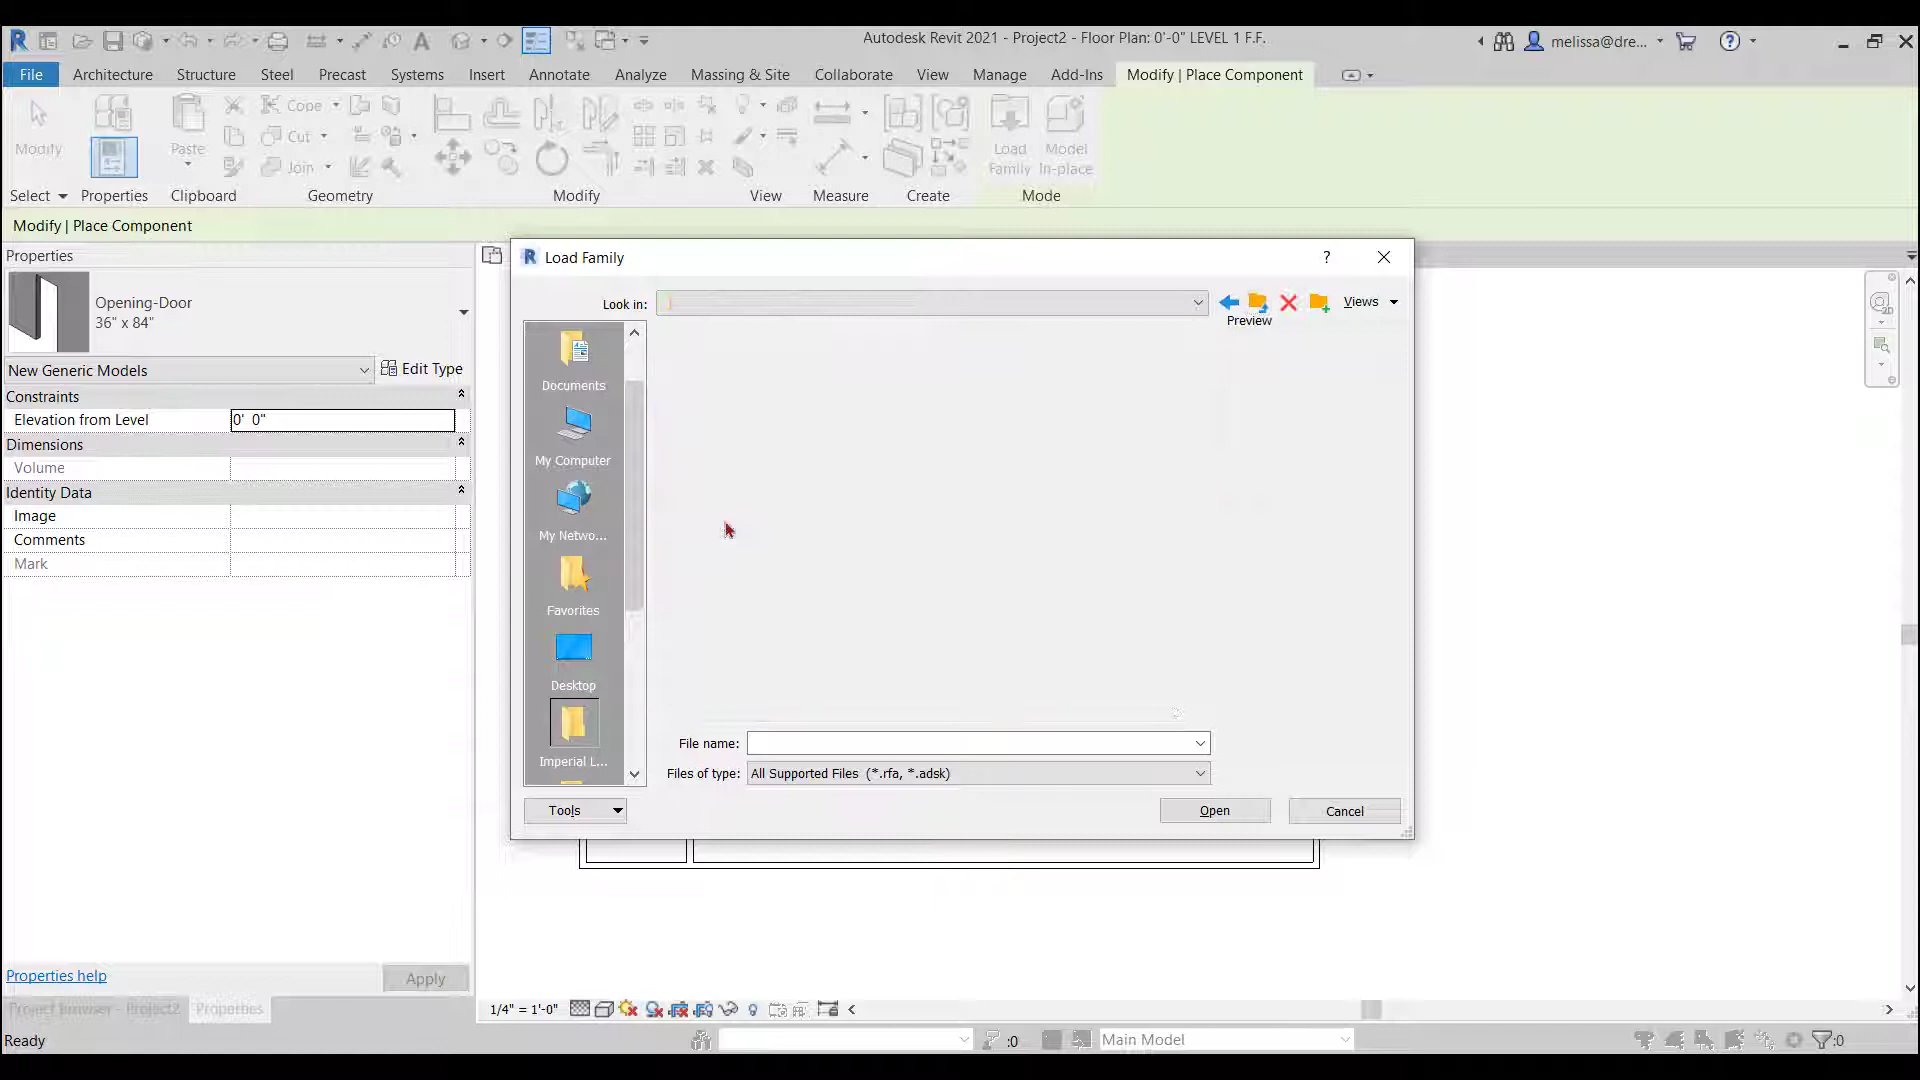 Autodesk Revit 2021 - Project2 - Floor Plan: 0'-0" LEVEL 1 F.F.
melissa@dre...
File Architecture Structure Steel Precast Systems Insert Annotate Analyze Massing & Site Collaborate View Manage Add-Ins Modify | Place Component
Modify
Paste
Cope
Cut
Join
Load Family
Model In-place
Select Properties Clipboard Geometry Modify View Measure Create Mode
Modify | Place Component
Properties
Opening-Door
36" x 84"
New Generic Models
Edit Type
Constraints
Elevation from Level 0' 0"
Dimensions
Volume
Identity Data
Image
Comments
Mark
Properties help
Apply
Project Browser - Project2 Properties
Ready
Load Family
?
Look in:
Views
Preview
Documents
My Computer
My Netwo...
Favorites
Desktop
Imperial L...
File name:
Files of type: All Supported Files (*.rfa, *.adsk)
Tools
Open
Cancel
1/4" = 1'-0"
:0
Main Model
:0